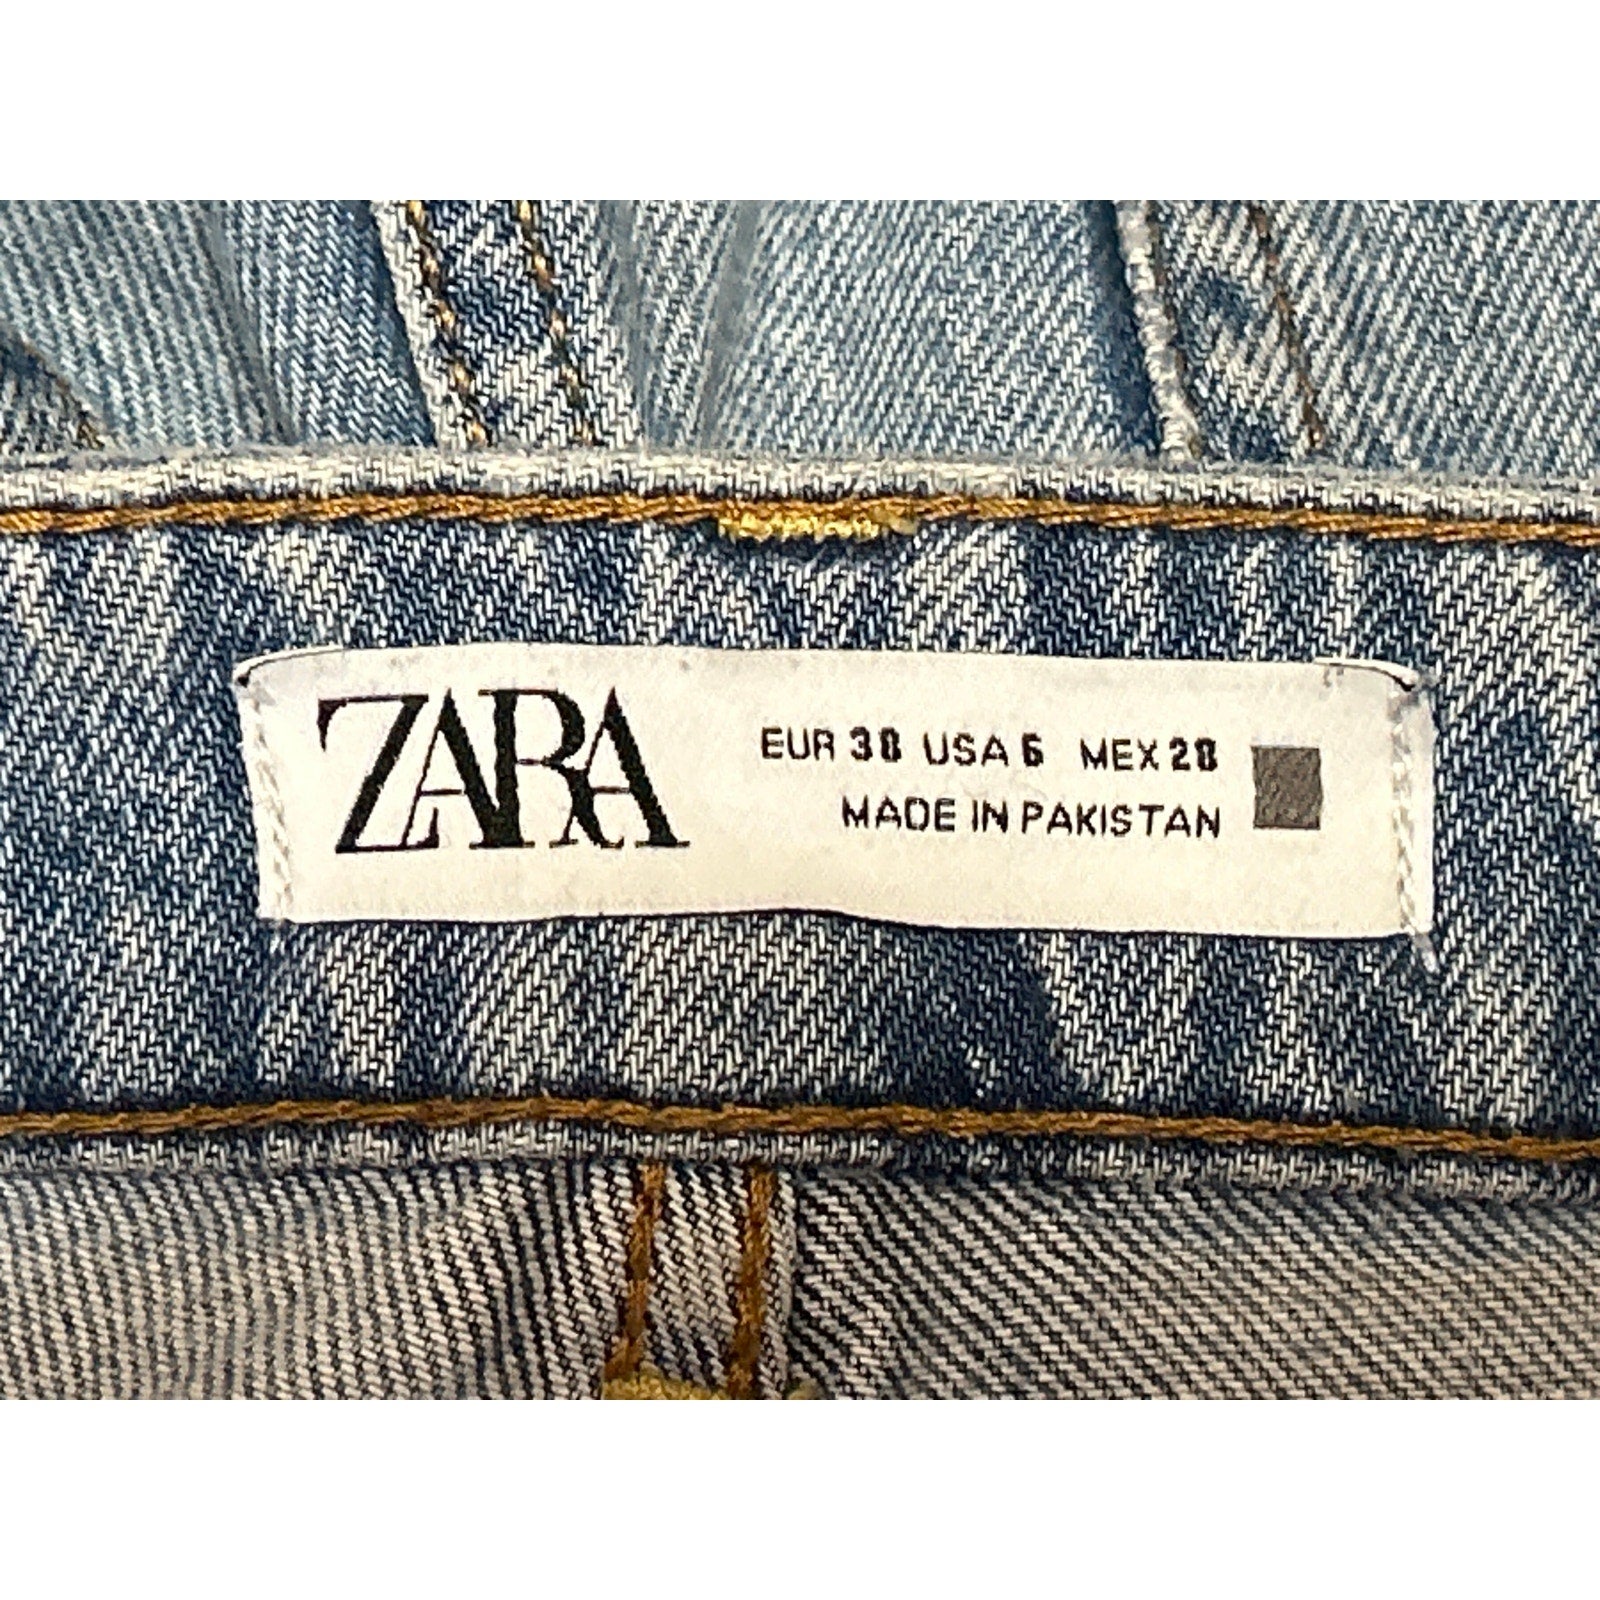 ZARA
EUR 38 USA 6 MEX 28
MADE IN PAKISTAN